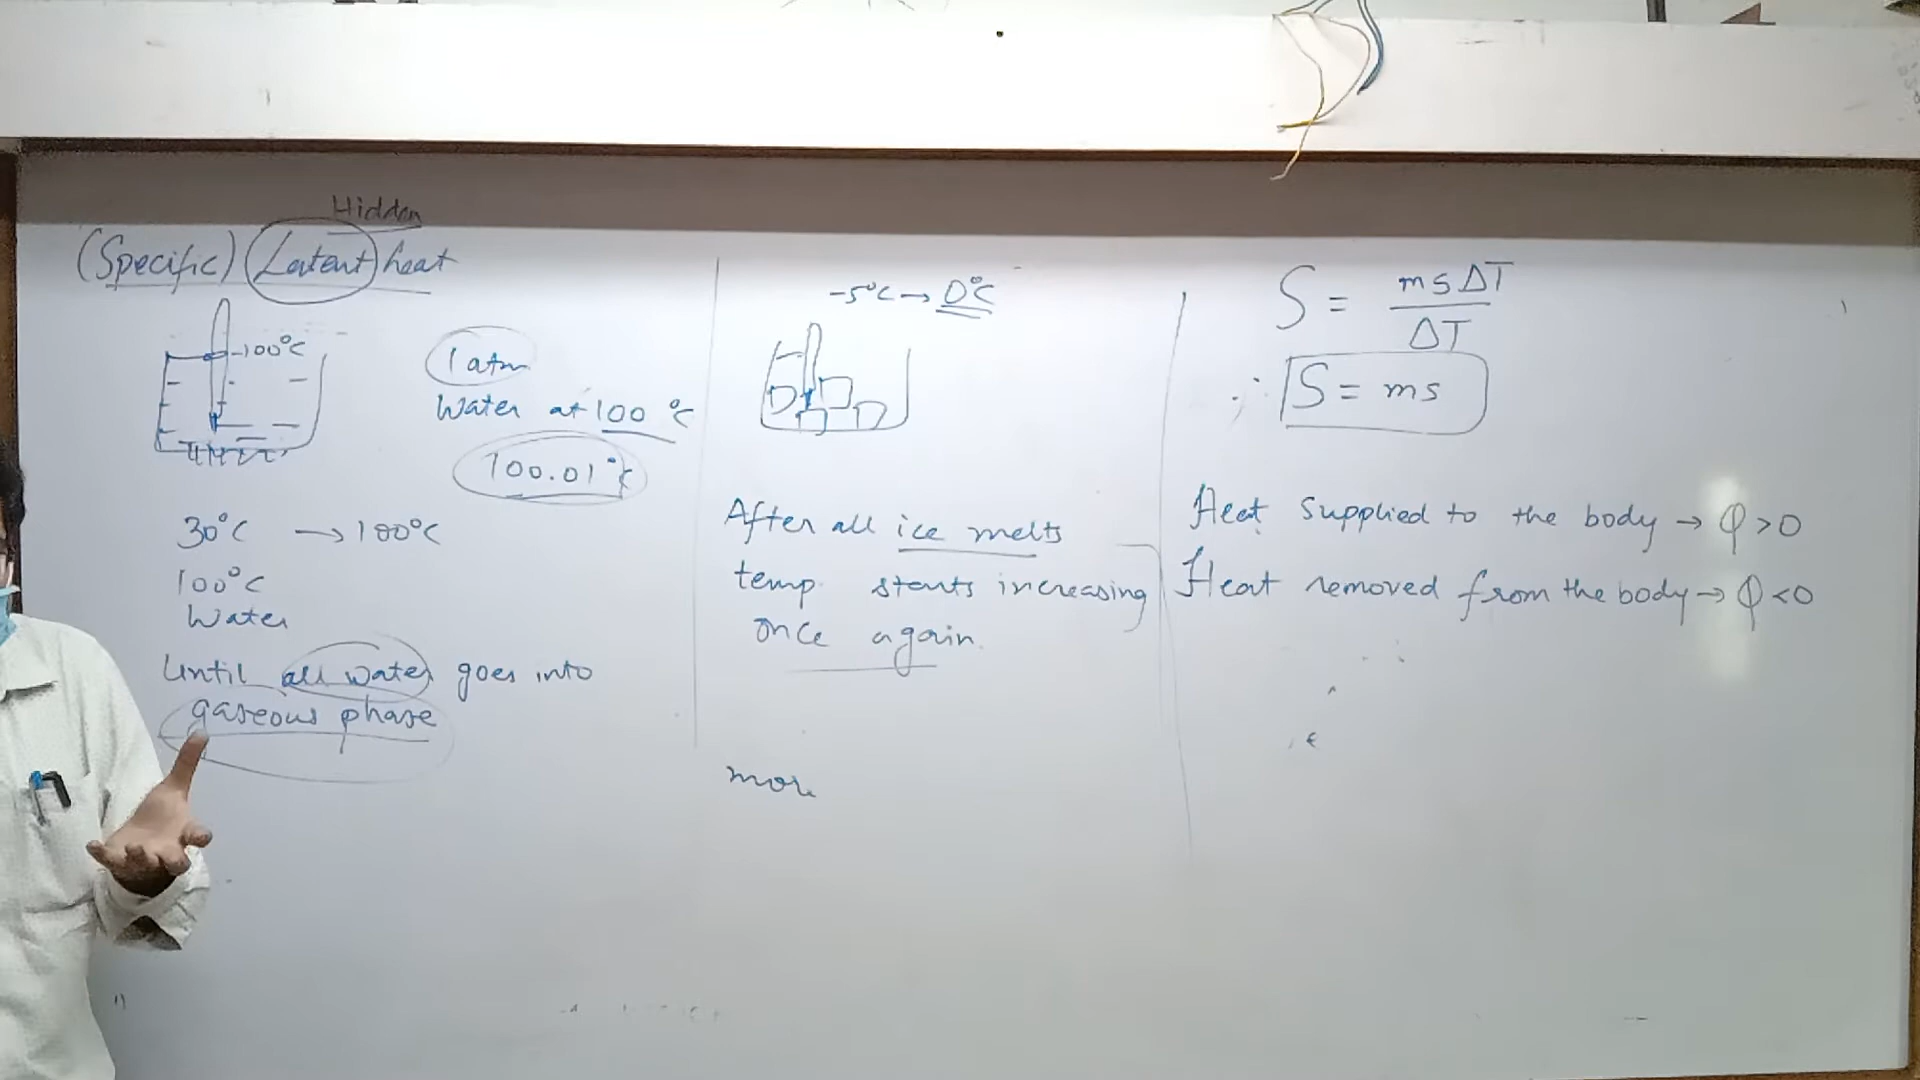 Hidden
(Specific) Latent heat
100°C
1 atm
Water at 100 °C
100.01°C
30°C → 100°C
100°C
Water
Until all water goes into
gaseous phase
-5°C → 0°C
After all ice melts
temp. starts increasing
once again.
more
S = msΔT
ΔT
∴ S = ms
Heat supplied to the body → φ > 0
Heat removed from the body → φ < 0